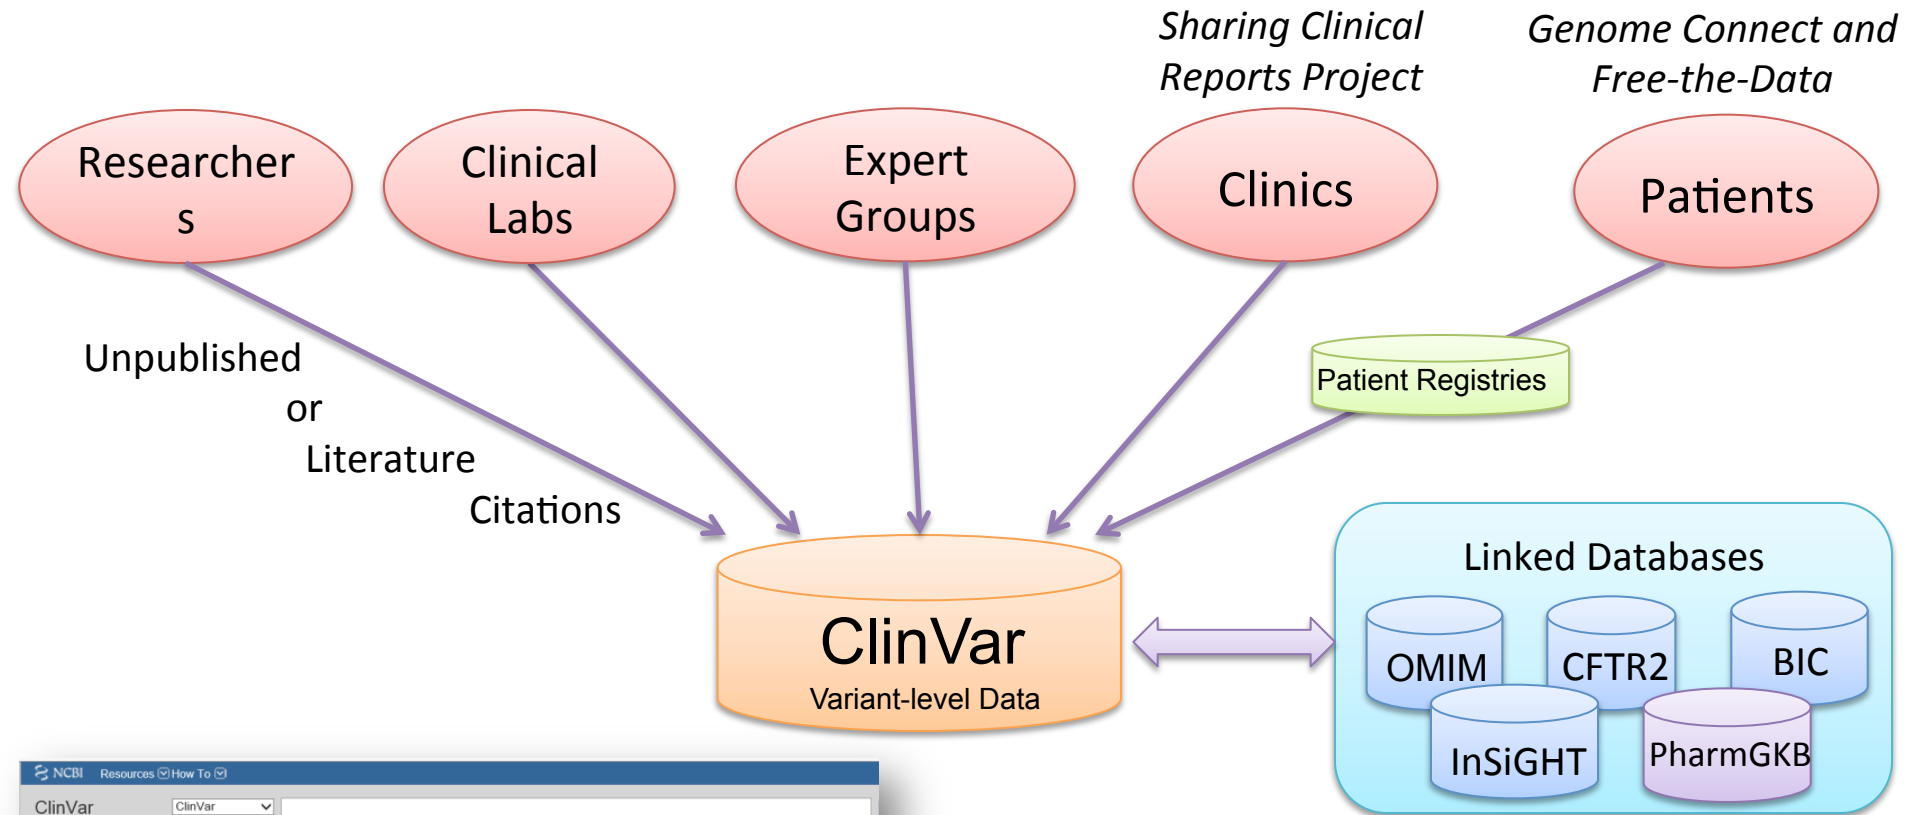 Sharing Clinical
Reports Project
Genome Connect and
Free-the-Data
Researcher
s
Clinical
Labs
Expert
Groups
Clinics
Patients
Unpublished
or
Literature
Citations
Patient Registries
ClinVar
Variant-level Data
Linked Databases
OMIM
CFTR2
BIC
InSiGHT
PharmGKB
NCBI Resources How To
ClinVar ClinVar